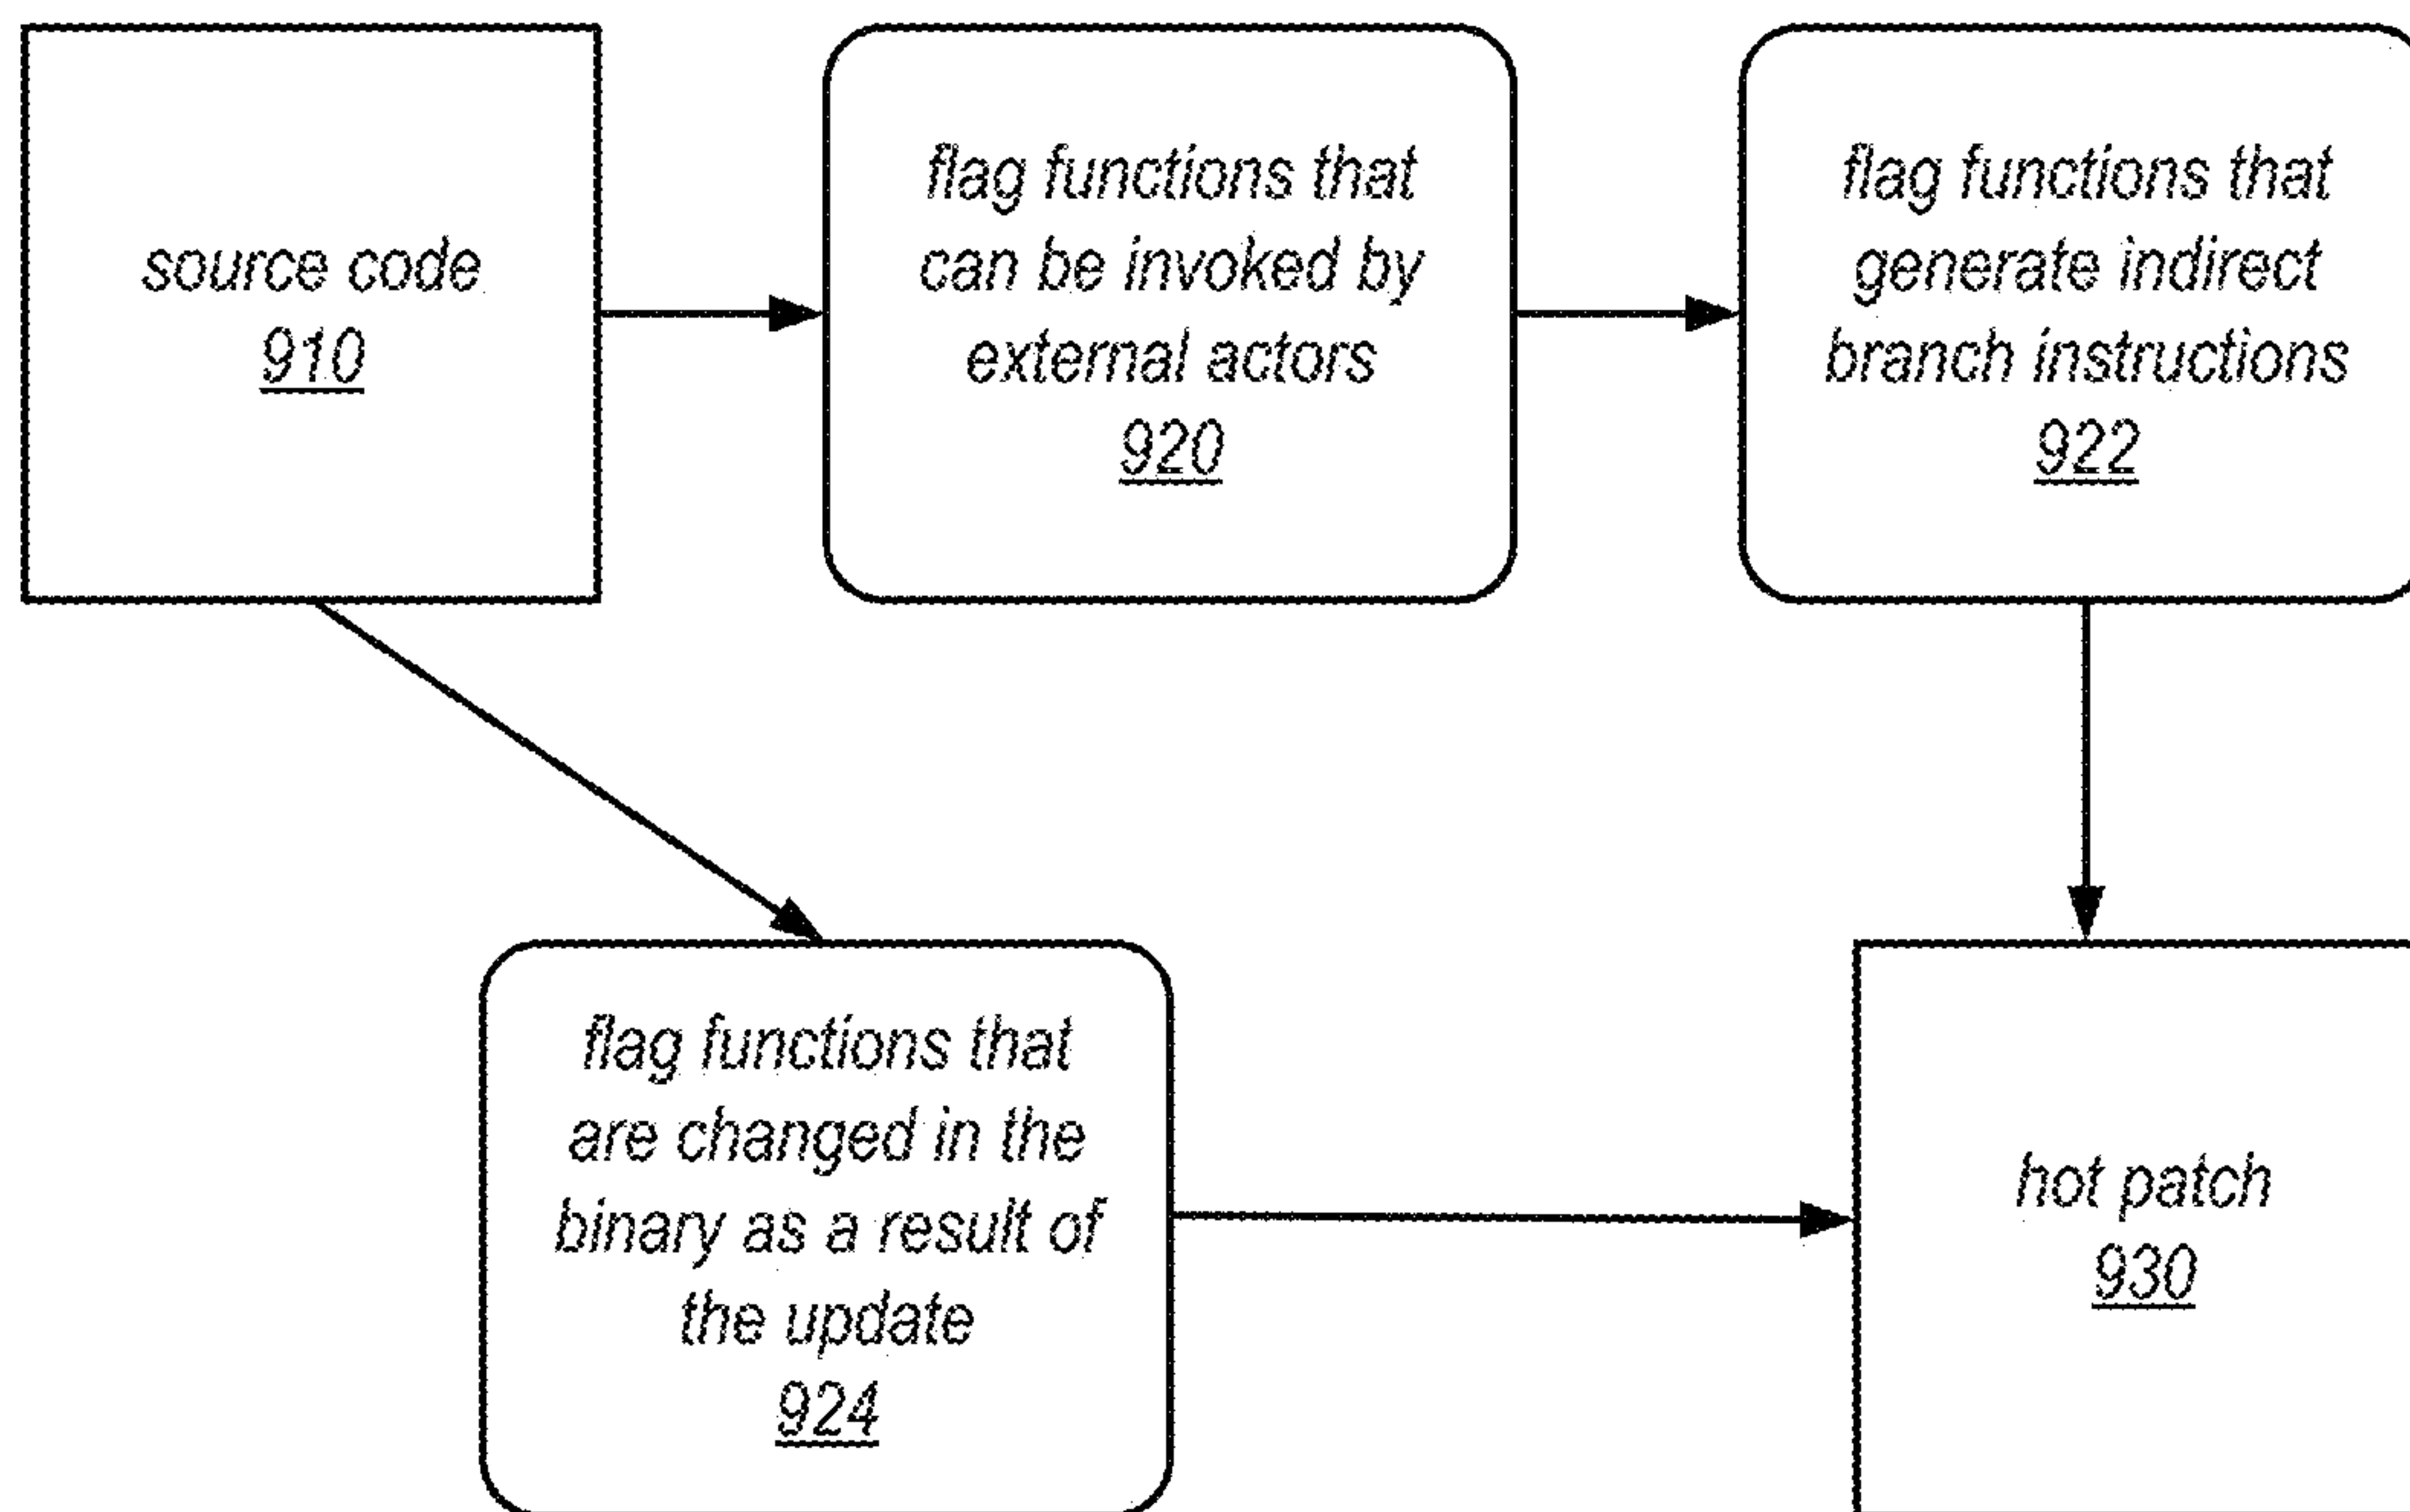 source code
910
flag functions that
can be invoked by
external actors
920
flag functions that
generate indirect
branch instructions
922
flag functions that
are changed in the
binary as a result of
the update
924
hot patch
930